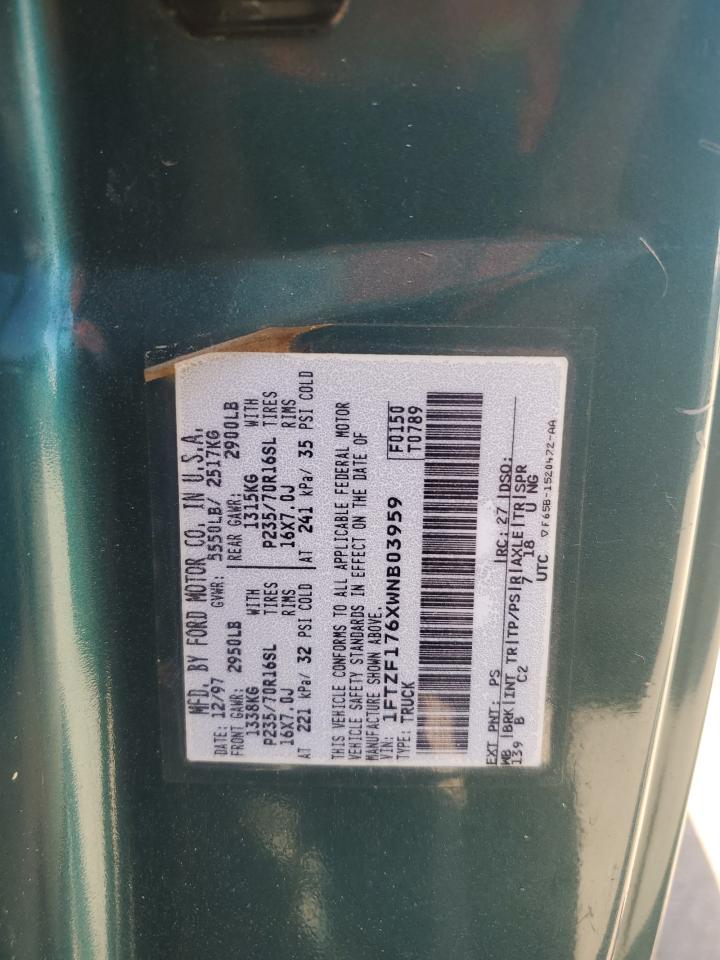 MFD. BY FORD MOTOR CO. IN U.S.A.
DATE: 12/97 GVWR: 5550LB/ 2517KG
FRONT GAWR: 2950LB REAR GAWR: 2900LB
1338KG WITH 1315KG WITH
P235/70R16SL TIRES P235/70R16SL TIRES
16X7.0J RIMS 16X7.0J RIMS
AT 221 kPa/ 32 PSI COLD AT 241 kPa/ 35 PSI COLD
THIS VEHICLE CONFORMS TO ALL APPLICABLE FEDERAL MOTOR
VEHICLE SAFETY STANDARDS IN EFFECT ON THE DATE OF
MANUFACTURE SHOWN ABOVE.
VIN: 1FTZF176XWNB03959 F0150
TYPE: TRUCK T0789
EXT PNT: PS RC: 27 DSO:
WB BRK INT TR TP/PS R AXLE TR SPR
139 B C2 7 18 U NG
UTC ▽F65B-1520472-AA